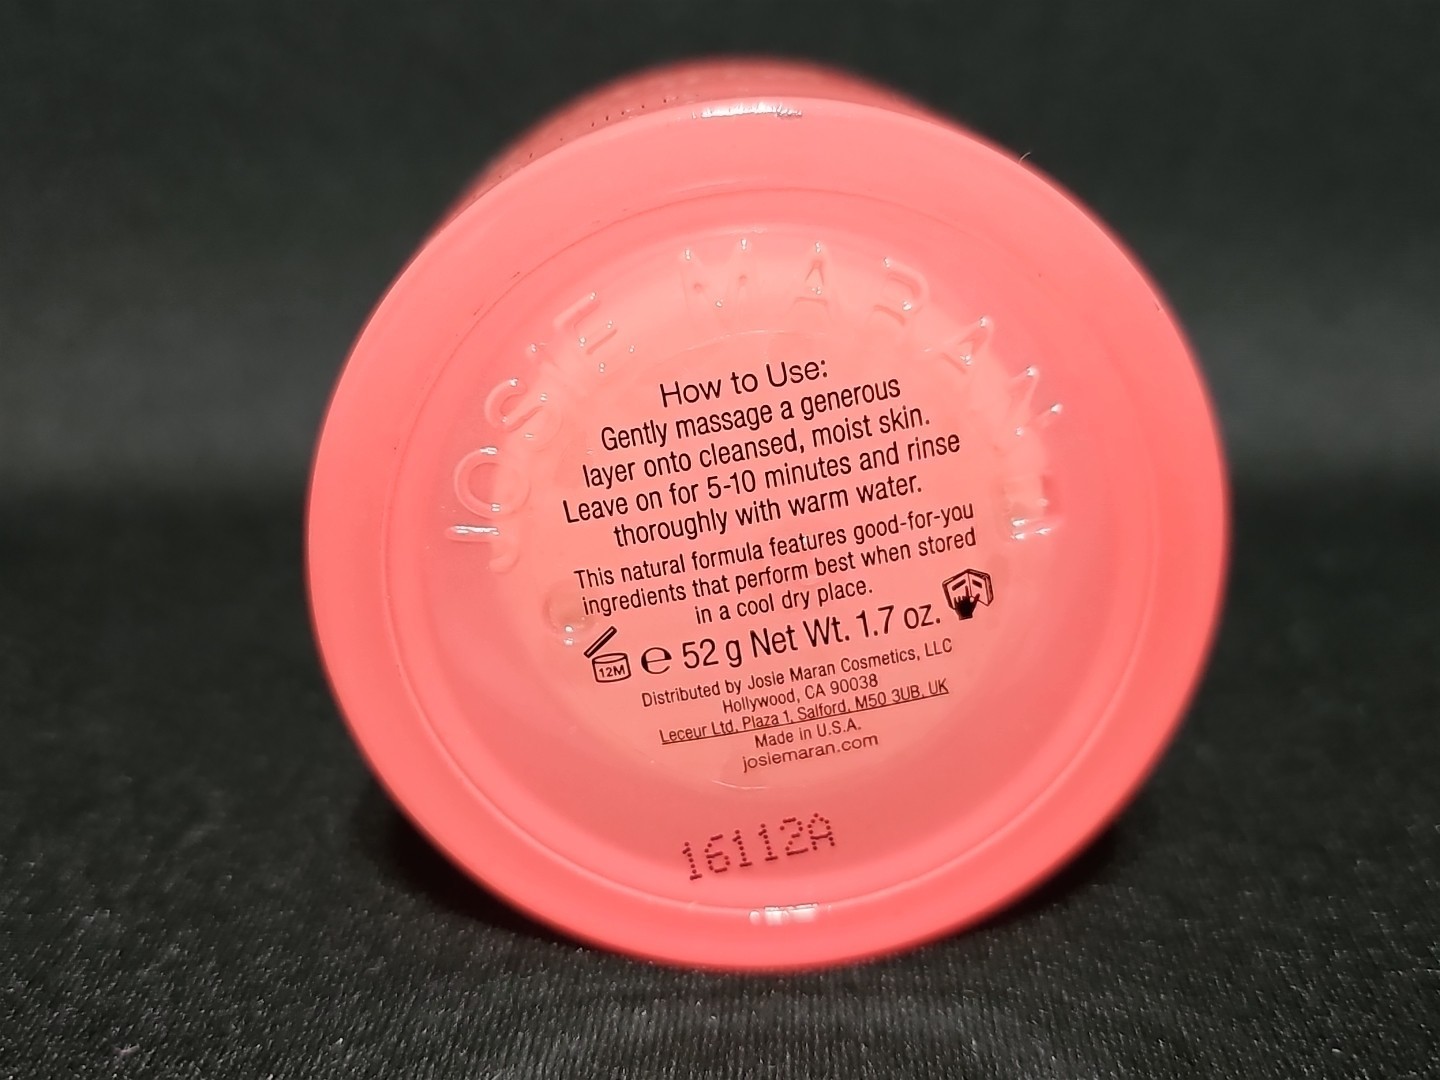 JOSIE MARAN
How to Use:
Gently massage a generous
layer onto cleansed, moist skin.
Leave on for 5-10 minutes and rinse
thoroughly with warm water.
This natural formula features good-for-you
ingredients that perform best when stored
in a cool dry place.
12M e 52 g Net Wt. 1.7 oz.
Distributed by Josie Maran Cosmetics, LLC
Hollywood, CA 90038
Leceur Ltd, Plaza 1, Salford, M50 3UB, UK
Made in U.S.A.
josiemaran.com
16112A